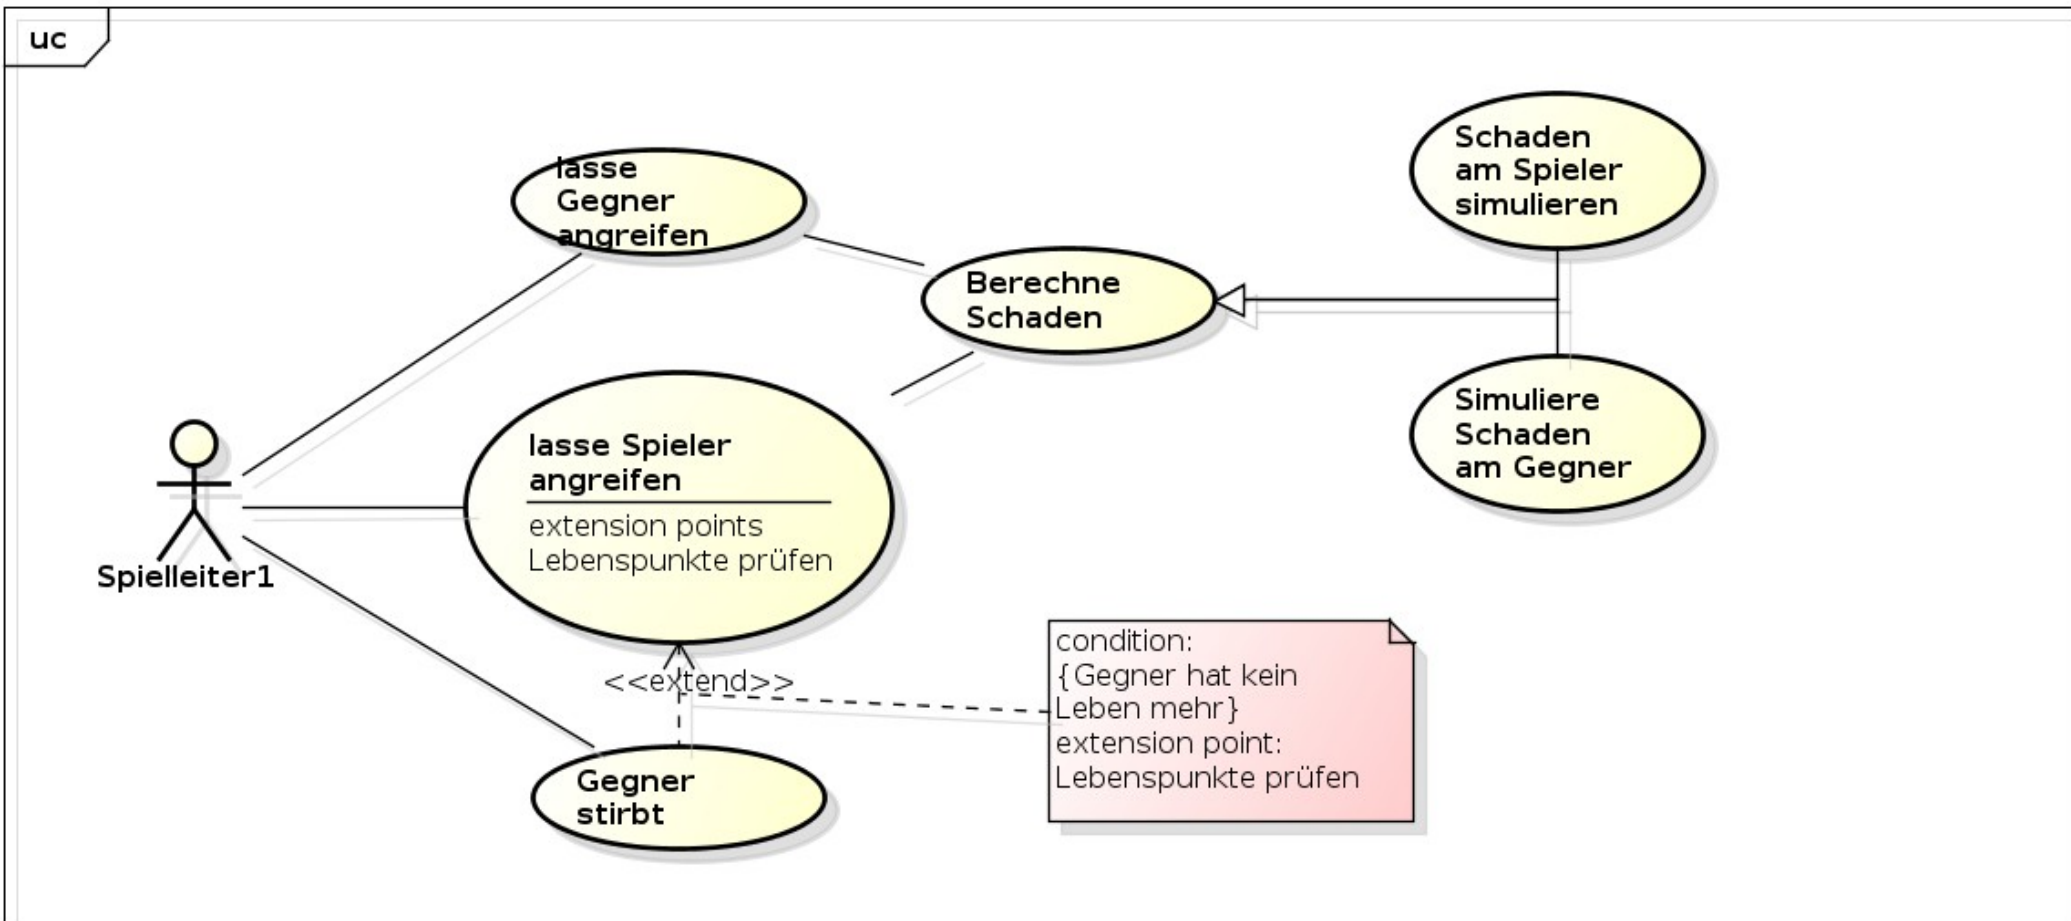 uc
lasse
Gegner
angreifen
Schaden
am Spieler
simulieren
Berechne
Schaden
lasse Spieler
angreifen
extension points
Lebenspunkte prüfen
Simuliere
Schaden
am Gegner
Spielleiter1
<<extend>>
condition:
{Gegner hat kein
Leben mehr}
extension point:
Lebenspunkte prüfen
Gegner
stirbt